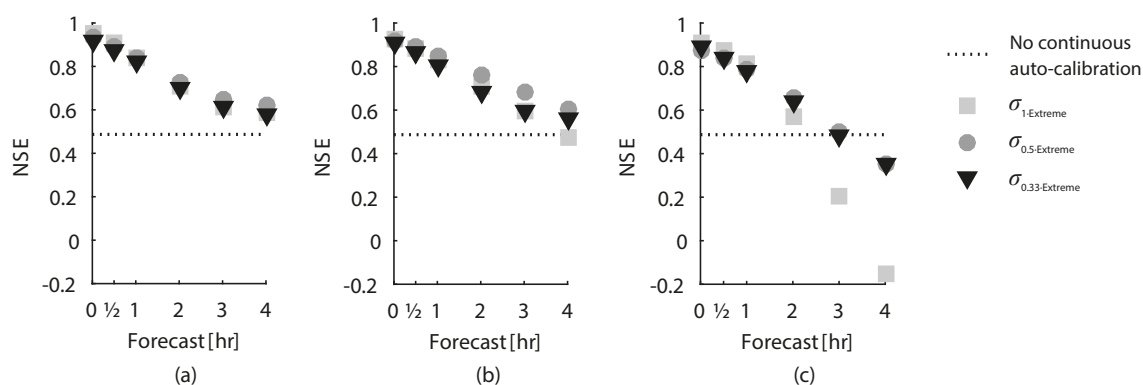 1
0.8
0.6
0.4
0.2
0
-0.2
NSE
0 ½ 1 2 3 4
Forecast [hr]
(a)
1
0.8
0.6
0.4
0.2
0
-0.2
NSE
0 ½ 1 2 3 4
Forecast [hr]
(b)
1
0.8
0.6
0.4
0.2
0
-0.2
NSE
0 ½ 1 2 3 4
Forecast [hr]
(c)
No continuous
auto-calibration
σ1-Extreme
σ0.5-Extreme
σ0.33-Extreme